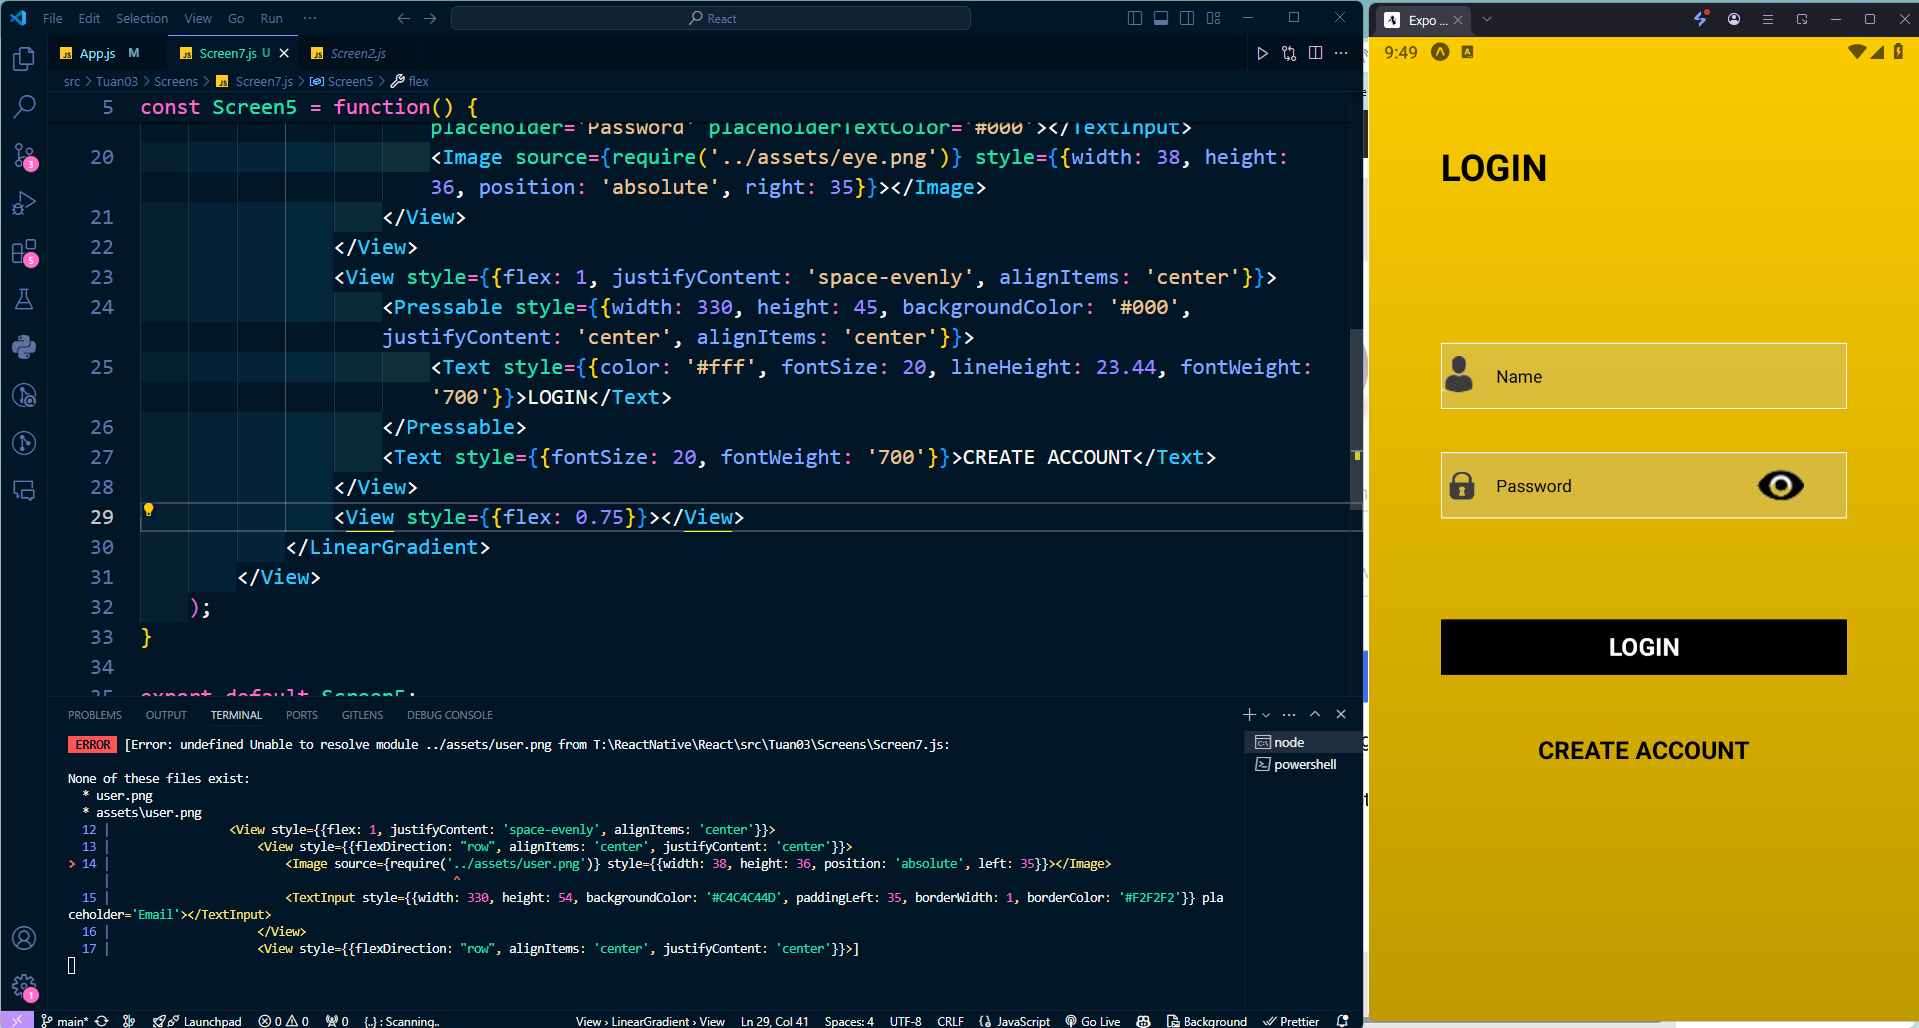 File Edit Selection View Go Run ··· React
App.js M Screen7.js U Screen2.js
src > Tuan03 > Screens > Screen7.js > Screen5 > flex
5 const Screen5 = function() {
placeholder='Password' placeholderTextColor='#000'></TextInput>
20 <Image source={require('../assets/eye.png')} style={{width: 38, height:
36, position: 'absolute', right: 35}}></Image>
21 </View>
22 </View>
23 <View style={{flex: 1, justifyContent: 'space-evenly', alignItems: 'center'}}>
24 <Pressable style={{width: 330, height: 45, backgroundColor: '#000',
justifyContent: 'center', alignItems: 'center'}}>
25 <Text style={{color: '#fff', fontSize: 20, lineHeight: 23.44, fontWeight:
'700'}}>LOGIN</Text>
26 </Pressable>
27 <Text style={{fontSize: 20, fontWeight: '700'}}>CREATE ACCOUNT</Text>
28 </View>
29 <View style={{flex: 0.75}}></View>
30 </LinearGradient>
31 </View>
32 );
33 }
34
35 export default Screen5;
PROBLEMS OUTPUT TERMINAL PORTS GITLENS DEBUG CONSOLE
ERROR [Error: undefined Unable to resolve module ../assets/user.png from T:\ReactNative\React\src\Tuan03\Screens\Screen7.js:
None of these files exist:
* user.png
* assets\user.png
12 | <View style={{flex: 1, justifyContent: 'space-evenly', alignItems: 'center'}}>
13 | <View style={{flexDirection: "row", alignItems: 'center', justifyContent: 'center'}}>
> 14 | <Image source={require('../assets/user.png')} style={{width: 38, height: 36, position: 'absolute', left: 35}}></Image>
| ^
15 | <TextInput style={{width: 330, height: 54, backgroundColor: '#C4C4C44D', paddingLeft: 35, borderWidth: 1, borderColor: '#F2F2F2'}} pla
ceholder='Email'></TextInput>
16 | </View>
17 | <View style={{flexDirection: "row", alignItems: 'center', justifyContent: 'center'}}>]
node
powershell
3
5
1
main* Launchpad 0 0 0 {..} : Scanning.. View > LinearGradient > View Ln 29, Col 41 Spaces: 4 UTF-8 CRLF {} JavaScript Go Live Background Prettier
Expo ...
9:49
LOGIN
Name
Password
LOGIN
CREATE ACCOUNT